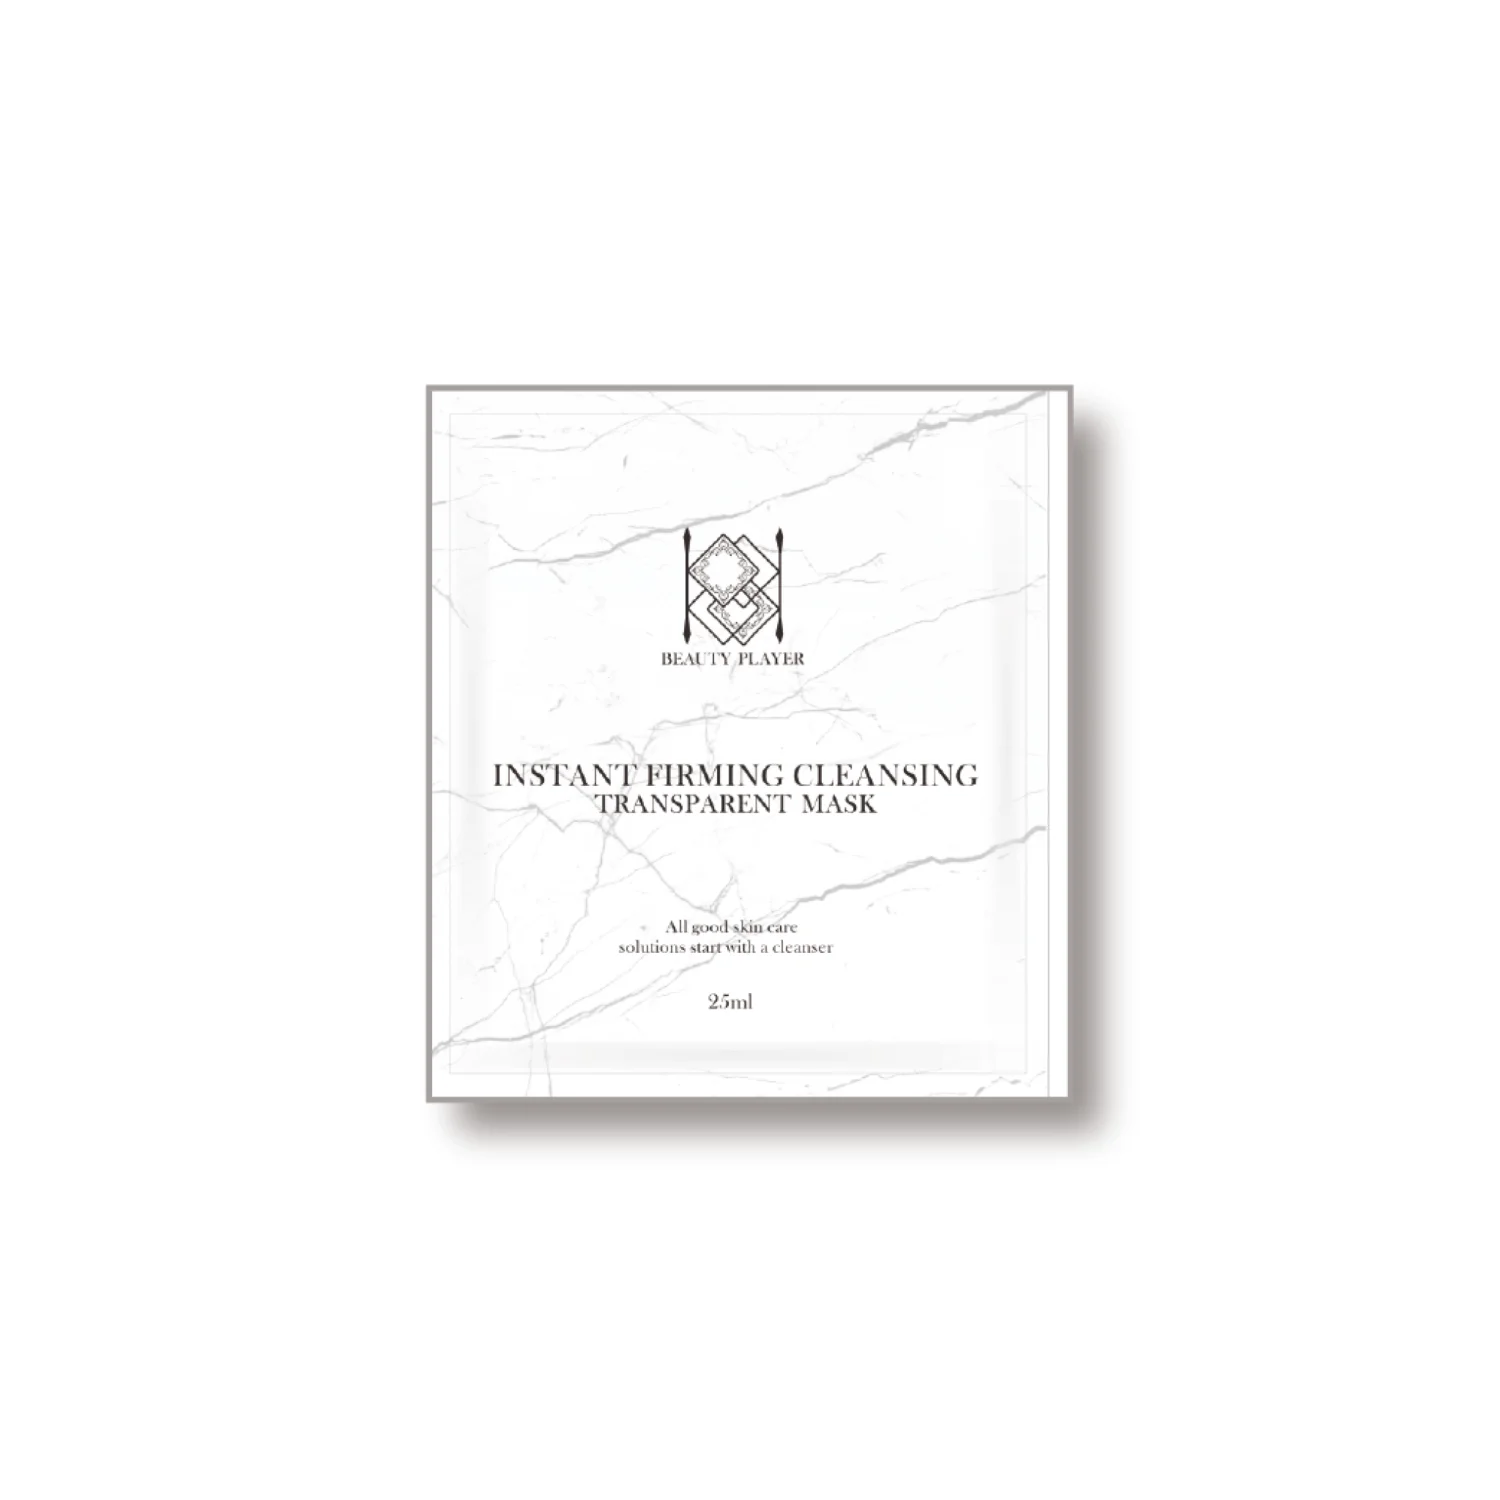 BEAUTY PLAYER
INSTANT FIRMING CLEANSING
TRANSPARENT MASK
All good skin care
solutions start with a cleanser
25ml